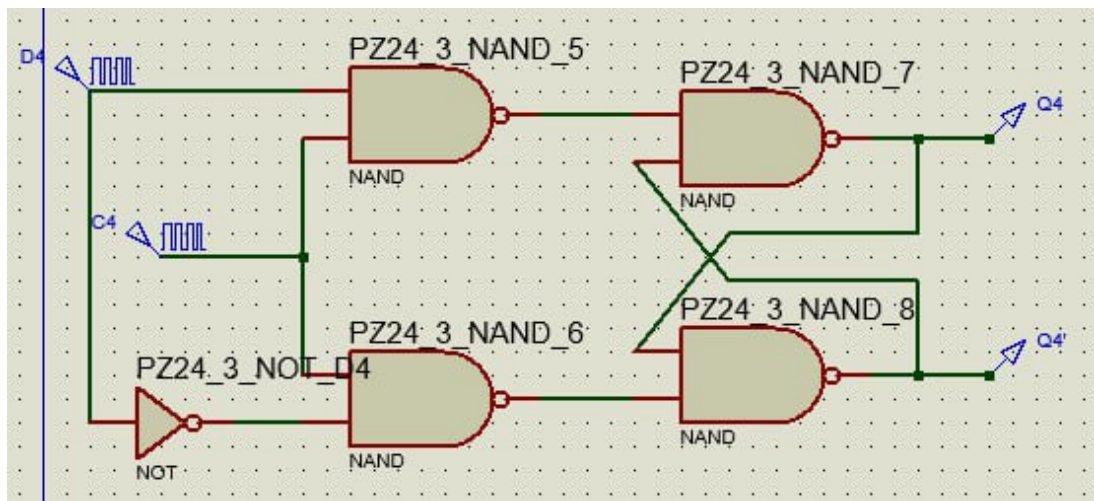 D4
PZ24_3_NAND_5
NAND
PZ24_3_NAND_7
NAND
Q4
C4
PZ24_3_NOT_D4
NOT
PZ24_3_NAND_6
NAND
PZ24_3_NAND_8
NAND
Q4'